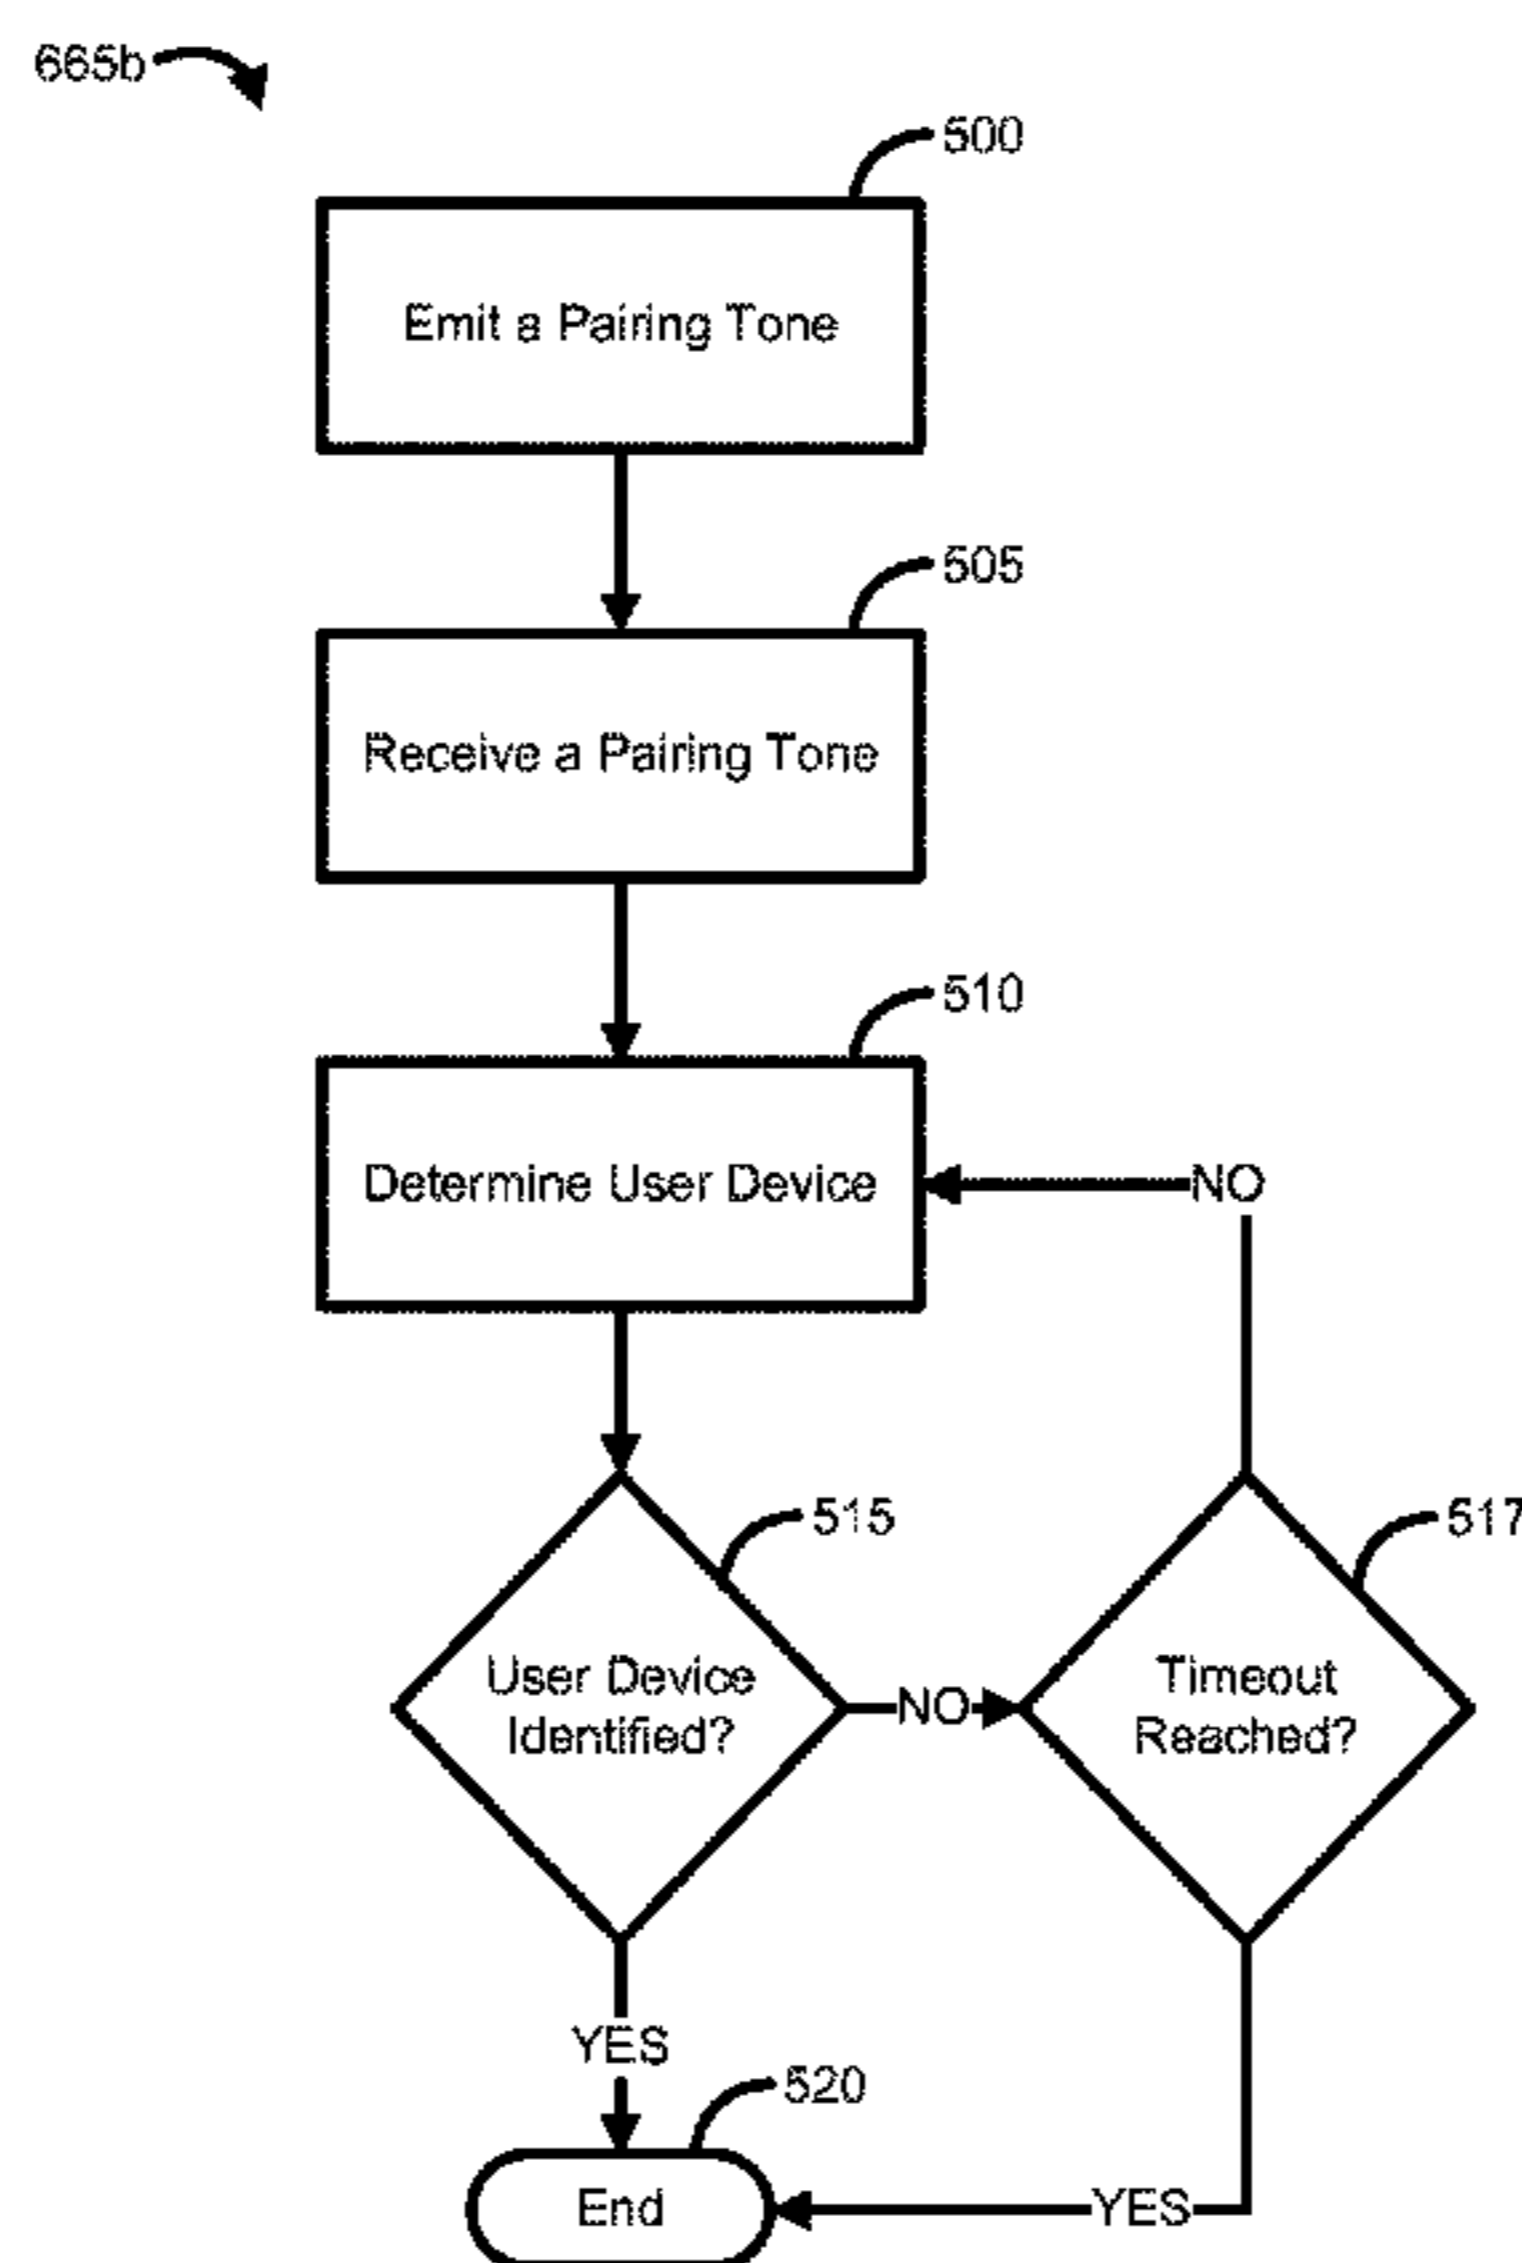 665b
500
Emit a Pairing Tone
505
Receive a Pairing Tone
510
Determine User Device
NO
515
517
User Device
Identified?
NO
Timeout
Reached?
YES
520
End
YES